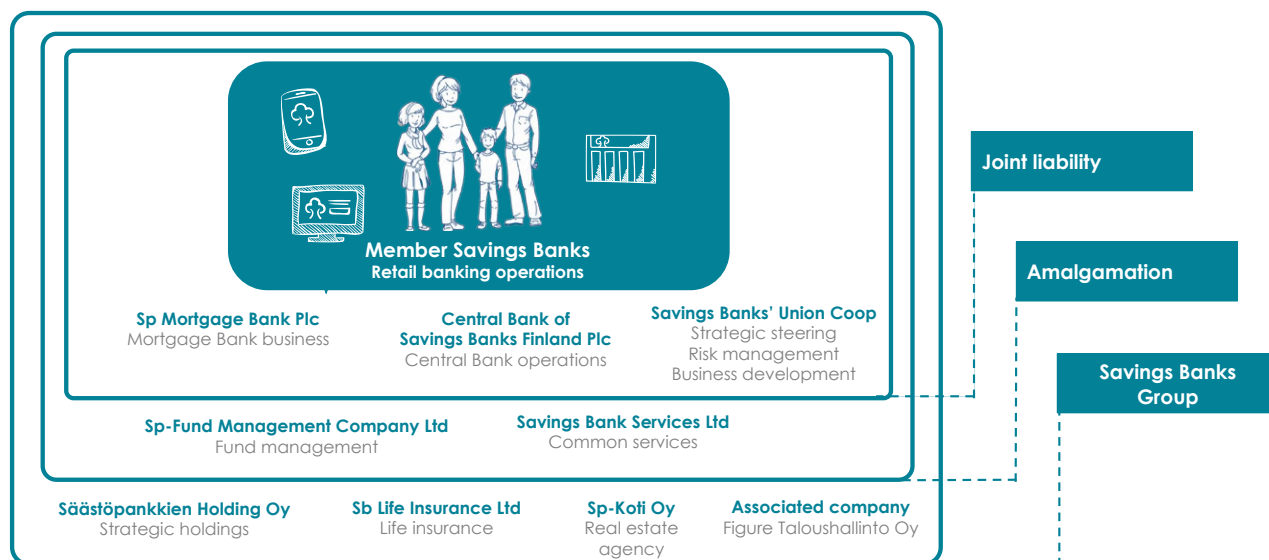 Member Savings Banks
Retail banking operations
Sp Mortgage Bank Plc
Mortgage Bank business
Central Bank of
Savings Banks Finland Plc
Central Bank operations
Savings Banks’ Union Coop
Strategic steering
Risk management
Business development
Sp-Fund Management Company Ltd
Fund management
Savings Bank Services Ltd
Common services
Säästöpankkien Holding Oy
Strategic holdings
Sb Life Insurance Ltd
Life insurance
Sp-Koti Oy
Real estate
agency
Associated company
Figure Taloushallinto Oy
Joint liability
Amalgamation
Savings Banks
Group